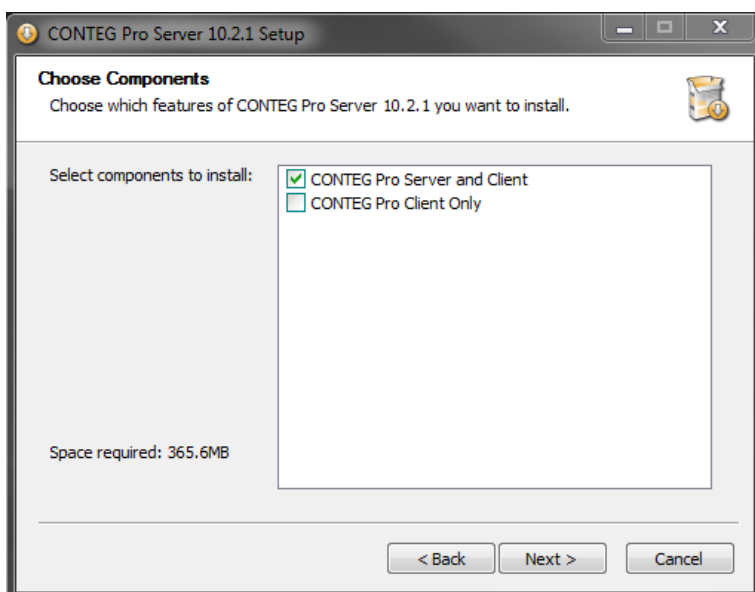 CONTEG Pro Server 10.2.1 Setup
Choose Components
Choose which features of CONTEG Pro Server 10.2.1 you want to install.
Select components to install:
CONTEG Pro Server and Client
CONTEG Pro Client Only
Space required: 365.6MB
< Back
Next >
Cancel